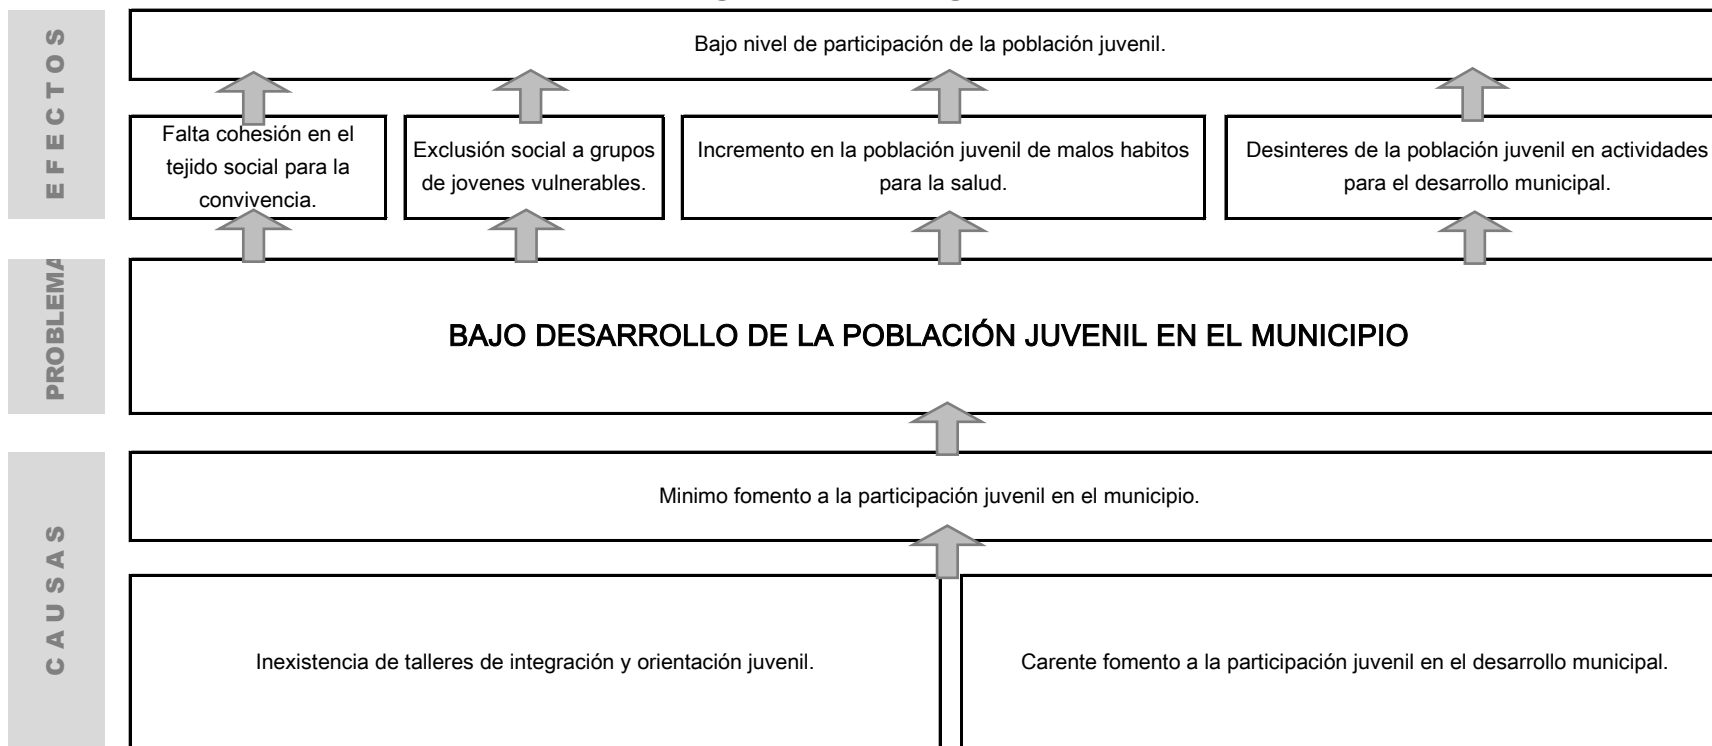 EFECTOS
Bajo nivel de participación de la población juvenil.
Falta cohesión en el
tejido social para la
convivencia.
Exclusión social a grupos
de jovenes vulnerables.
Incremento en la población juvenil de malos habitos
para la salud.
Desinteres de la población juvenil en actividades
para el desarrollo municipal.
PROBLEMA
BAJO DESARROLLO DE LA POBLACIÓN JUVENIL EN EL MUNICIPIO
CAUSAS
Minimo fomento a la participación juvenil en el municipio.
Inexistencia de talleres de integración y orientación juvenil.
Carente fomento a la participación juvenil en el desarrollo municipal.